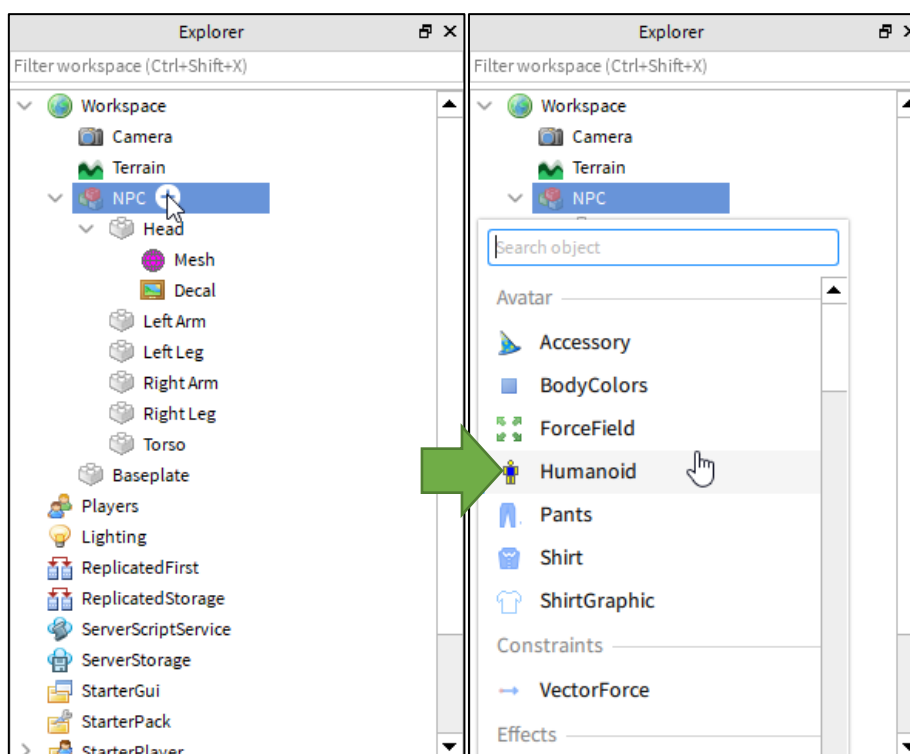 Explorer
Filter workspace (Ctrl+Shift+X)
Workspace
Camera
Terrain
NPC
Head
Mesh
Decal
Left Arm
Left Leg
Right Arm
Right Leg
Torso
Baseplate
Players
Lighting
ReplicatedFirst
ReplicatedStorage
ServerScriptService
ServerStorage
StarterGui
StarterPack
StarterPlayer
Explorer
Filter workspace (Ctrl+Shift+X)
Workspace
Camera
Terrain
NPC
Search object
Avatar
Accessory
BodyColors
ForceField
Humanoid
Pants
Shirt
ShirtGraphic
Constraints
VectorForce
Effects